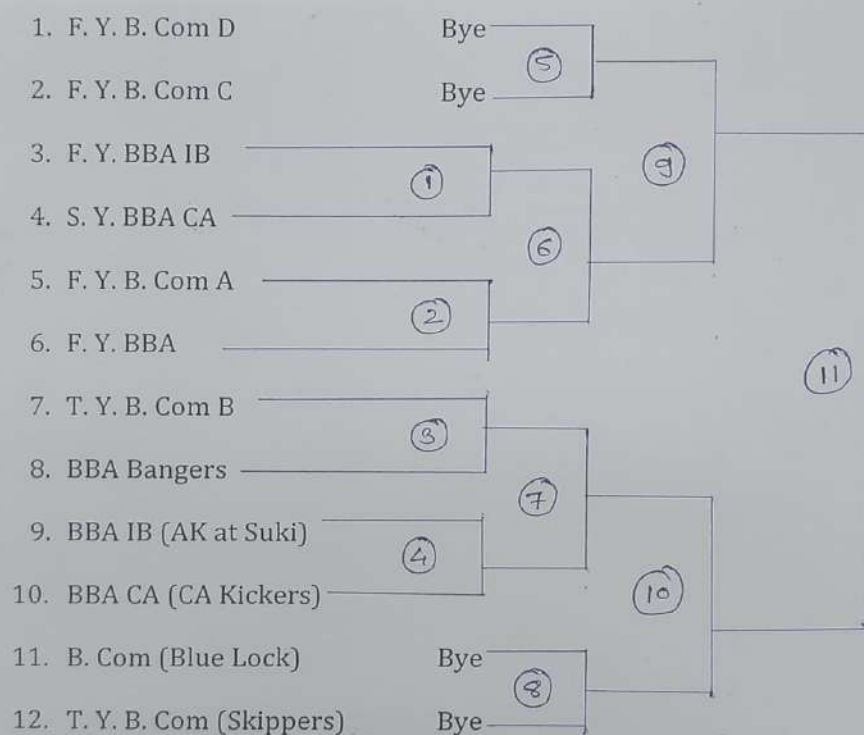 1. F. Y. B. Com D Bye
5
2. F. Y. B. Com C Bye
3. F. Y. BBA IB
9
1
4. S. Y. BBA CA
6
5. F. Y. B. Com A
2
6. F. Y. BBA
11
7. T. Y. B. Com B
3
8. BBA Bangers
7
9. BBA IB (AK at Suki)
4
10. BBA CA (CA Kickers)
10
11. B. Com (Blue Lock) Bye
8
12. T. Y. B. Com (Skippers) Bye